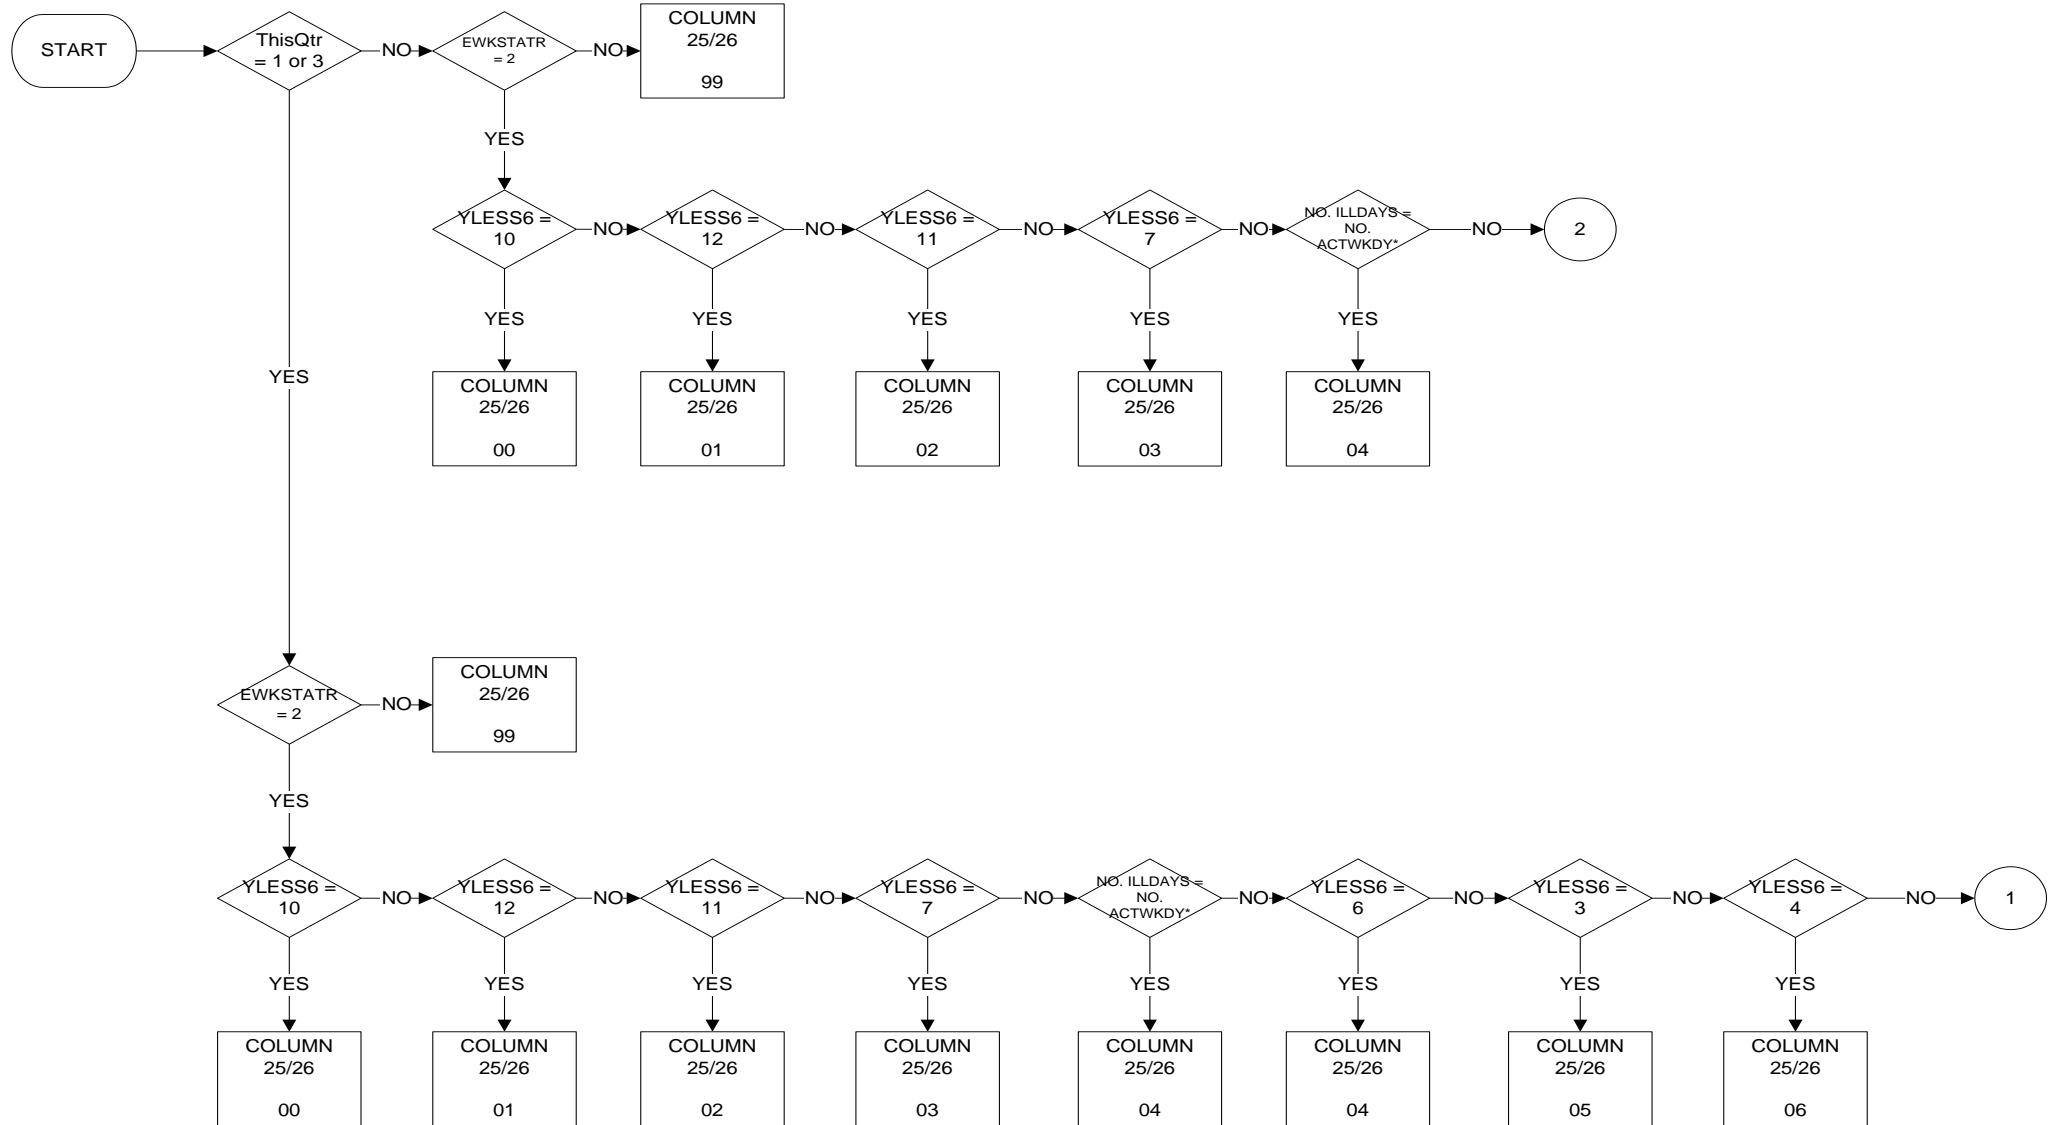 START
ThisQtr
= 1 or 3
NO
EWKSTATR
= 2
NO
COLUMN
25/26
99
YES
YLESS6 =
10
NO
YLESS6 =
12
NO
YLESS6 =
11
NO
YLESS6 =
7
NO
NO. ILLDAYS =
NO.
ACTWKDY*
NO
2
YES
YES
YES
YES
YES
YES
COLUMN
25/26
00
COLUMN
25/26
01
COLUMN
25/26
02
COLUMN
25/26
03
COLUMN
25/26
04
EWKSTATR
= 2
NO
COLUMN
25/26
99
YES
YLESS6 =
10
NO
YLESS6 =
12
NO
YLESS6 =
11
NO
YLESS6 =
7
NO
NO. ILLDAYS =
NO.
ACTWKDY*
NO
YLESS6 =
6
NO
YLESS6 =
3
NO
YLESS6 =
4
NO
1
YES
YES
YES
YES
YES
YES
YES
YES
COLUMN
25/26
00
COLUMN
25/26
01
COLUMN
25/26
02
COLUMN
25/26
03
COLUMN
25/26
04
COLUMN
25/26
04
COLUMN
25/26
05
COLUMN
25/26
06